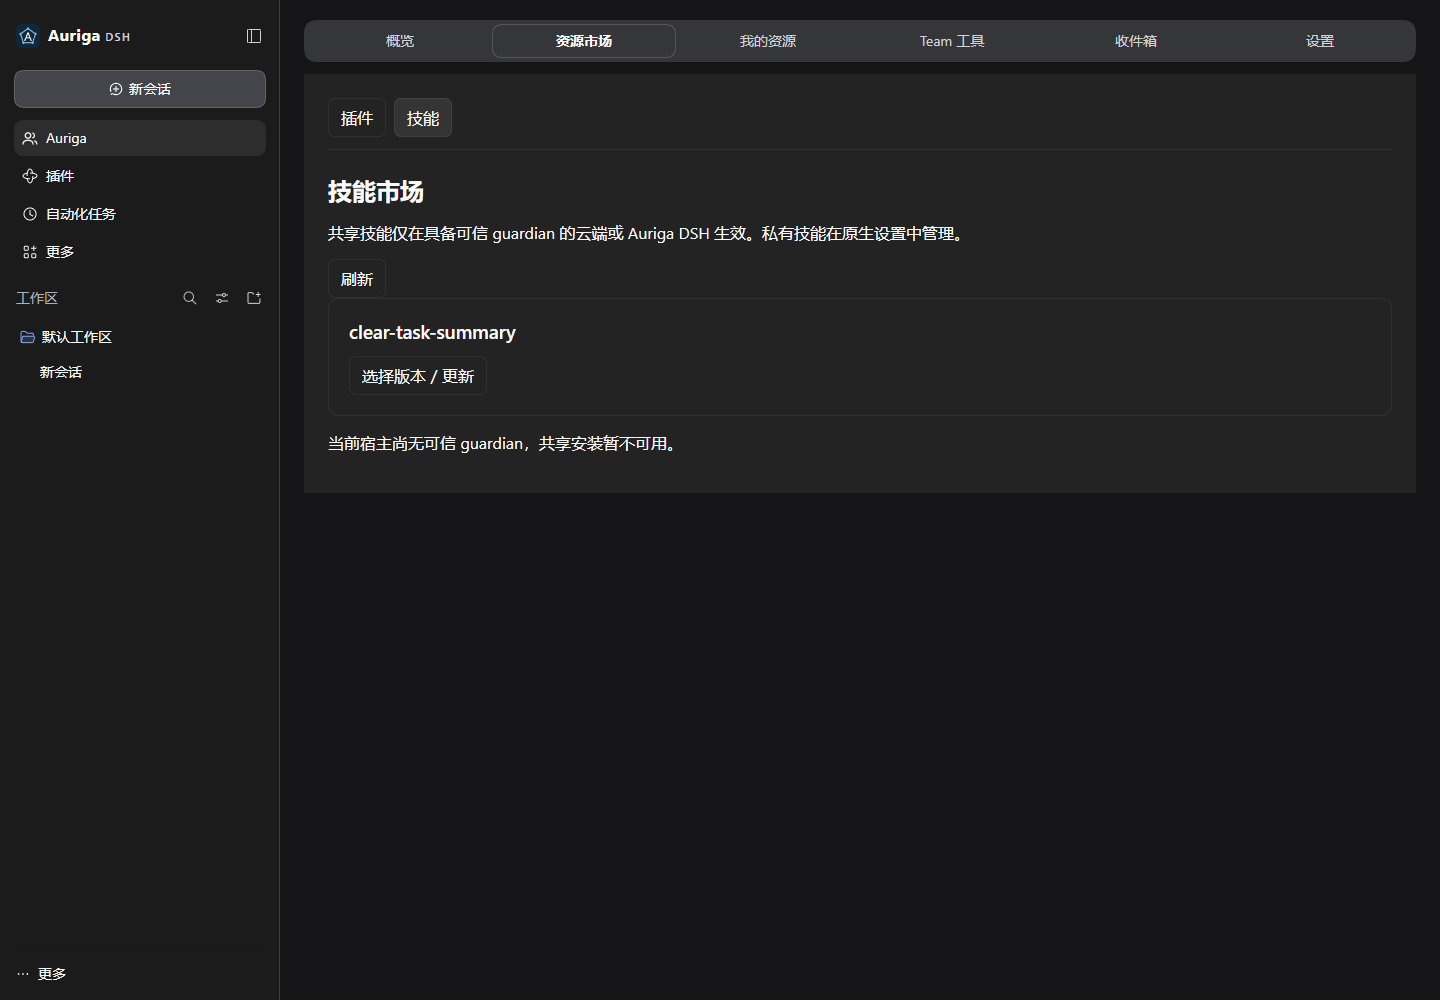 Auriga DSH
新会话
Auriga
插件
自动化任务
更多
工作区
默认工作区
新会话
更多
概览
资源市场
我的资源
Team 工具
收件箱
设置
插件
技能
技能市场
共享技能仅在具备可信 guardian 的云端或 Auriga DSH 生效。私有技能在原生设置中管理。
刷新
clear-task-summary
选择版本 / 更新
当前宿主尚无可信 guardian，共享安装暂不可用。